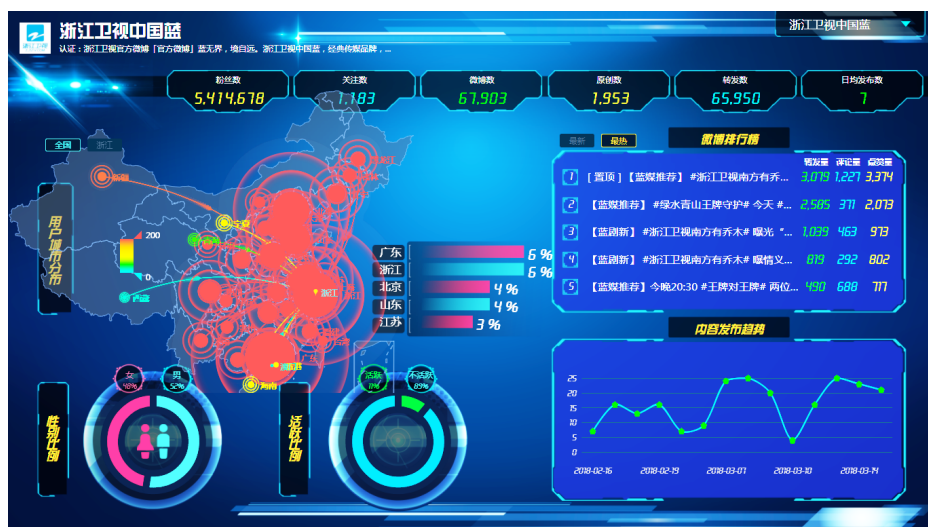 浙江卫视中国蓝
认证：浙江卫视官方微博「官方微博」蓝无界，境自远。浙江卫视中国蓝，经典传媒品牌，...
浙江卫视中国蓝
粉丝数
5,414,678
关注数
1,183
微博数
67,903
原创数
1,953
转发数
65,950
日均发布数
7
全国
浙江
用户城市分布
200
0
新疆
宁夏
西藏
浙江
广东
海南
广东 6%
浙江 6%
北京 4%
山东 4%
江苏 3%
最新
最热
微博排行榜
转发量 评论量 点赞量
1 [ 置顶 ] 【蓝媒推荐】 #浙江卫视南方有乔... 3,079 1,227 3,374
2 【蓝媒推荐】 #绿水青山王牌守护# 今天 #... 2,585 371 2,073
3 【蓝剧新】 #浙江卫视南方有乔木# 曝光 “... 1,039 463 973
4 【蓝剧新】 #浙江卫视南方有乔木# 曝情义... 819 292 802
5 【蓝媒推荐】今晚20:30 #王牌对王牌# 两位... 490 688 717
内容发布趋势
25
20
15
10
5
0
2018-02-16 2018-02-19 2018-03-07 2018-03-10 2018-03-14
性别比例
女
48%
男
52%
活跃比例
活跃
11%
不活跃
89%